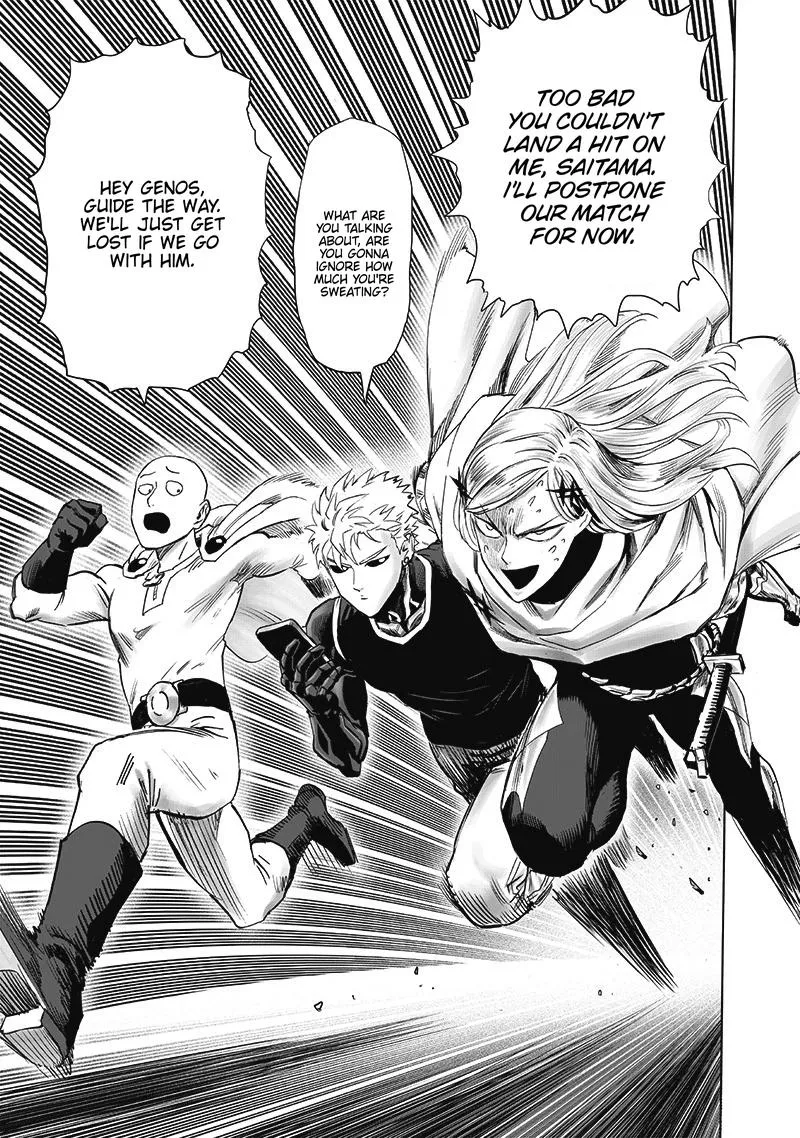 TOO BAD
YOU COULDN'T
LAND A HIT ON
ME, SAITAMA.
I'LL POSTPONE
OUR MATCH
FOR NOW.
WHAT ARE
YOU TALKING
ABOUT, ARE
YOU GONNA
IGNORE HOW
MUCH YOU'RE
SWEATING?
HEY GENOS,
GUIDE THE WAY.
WE'LL JUST GET
LOST IF WE GO
WITH HIM.